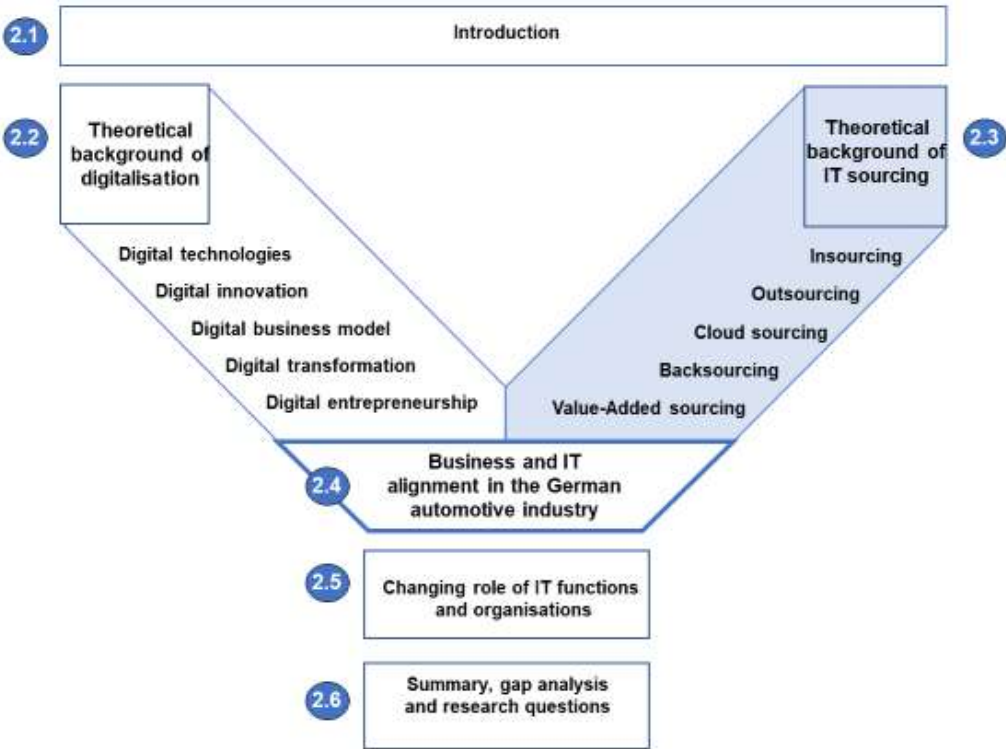 2.1
Introduction
2.2
Theoretical
background of
digitalisation
Digital technologies
Digital innovation
Digital business model
Digital transformation
Digital entrepreneurship
2.3
Theoretical
background of
IT sourcing
Insourcing
Outsourcing
Cloud sourcing
Backsourcing
Value-Added sourcing
2.4
Business and IT
alignment in the German
automotive industry
2.5
Changing role of IT functions
and organisations
2.6
Summary, gap analysis
and research questions